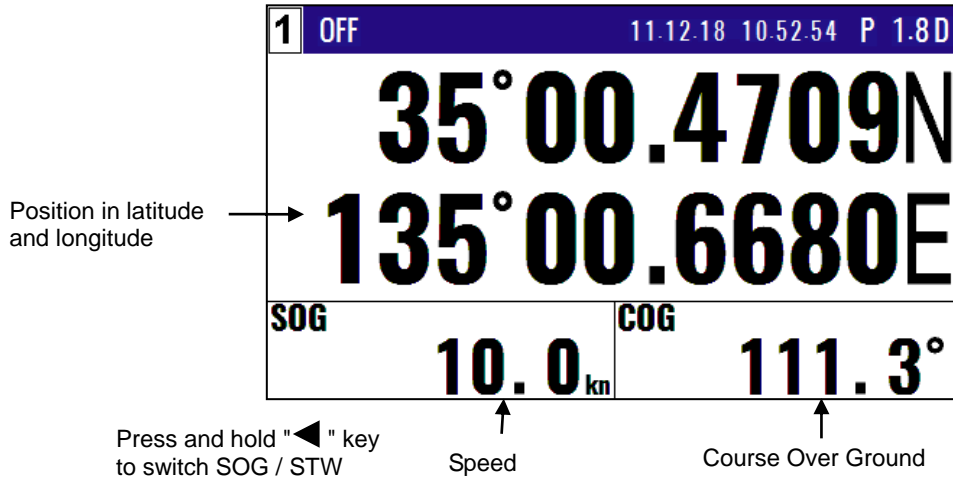 1 OFF 11-12-18 10-52-54 P 1.8D
35°00.4709N
Position in latitude
and longitude
135°00.6680E
SOG COG
10.0kn 111.3°
Press and hold "◀ " key
to switch SOG / STW
Speed
Course Over Ground